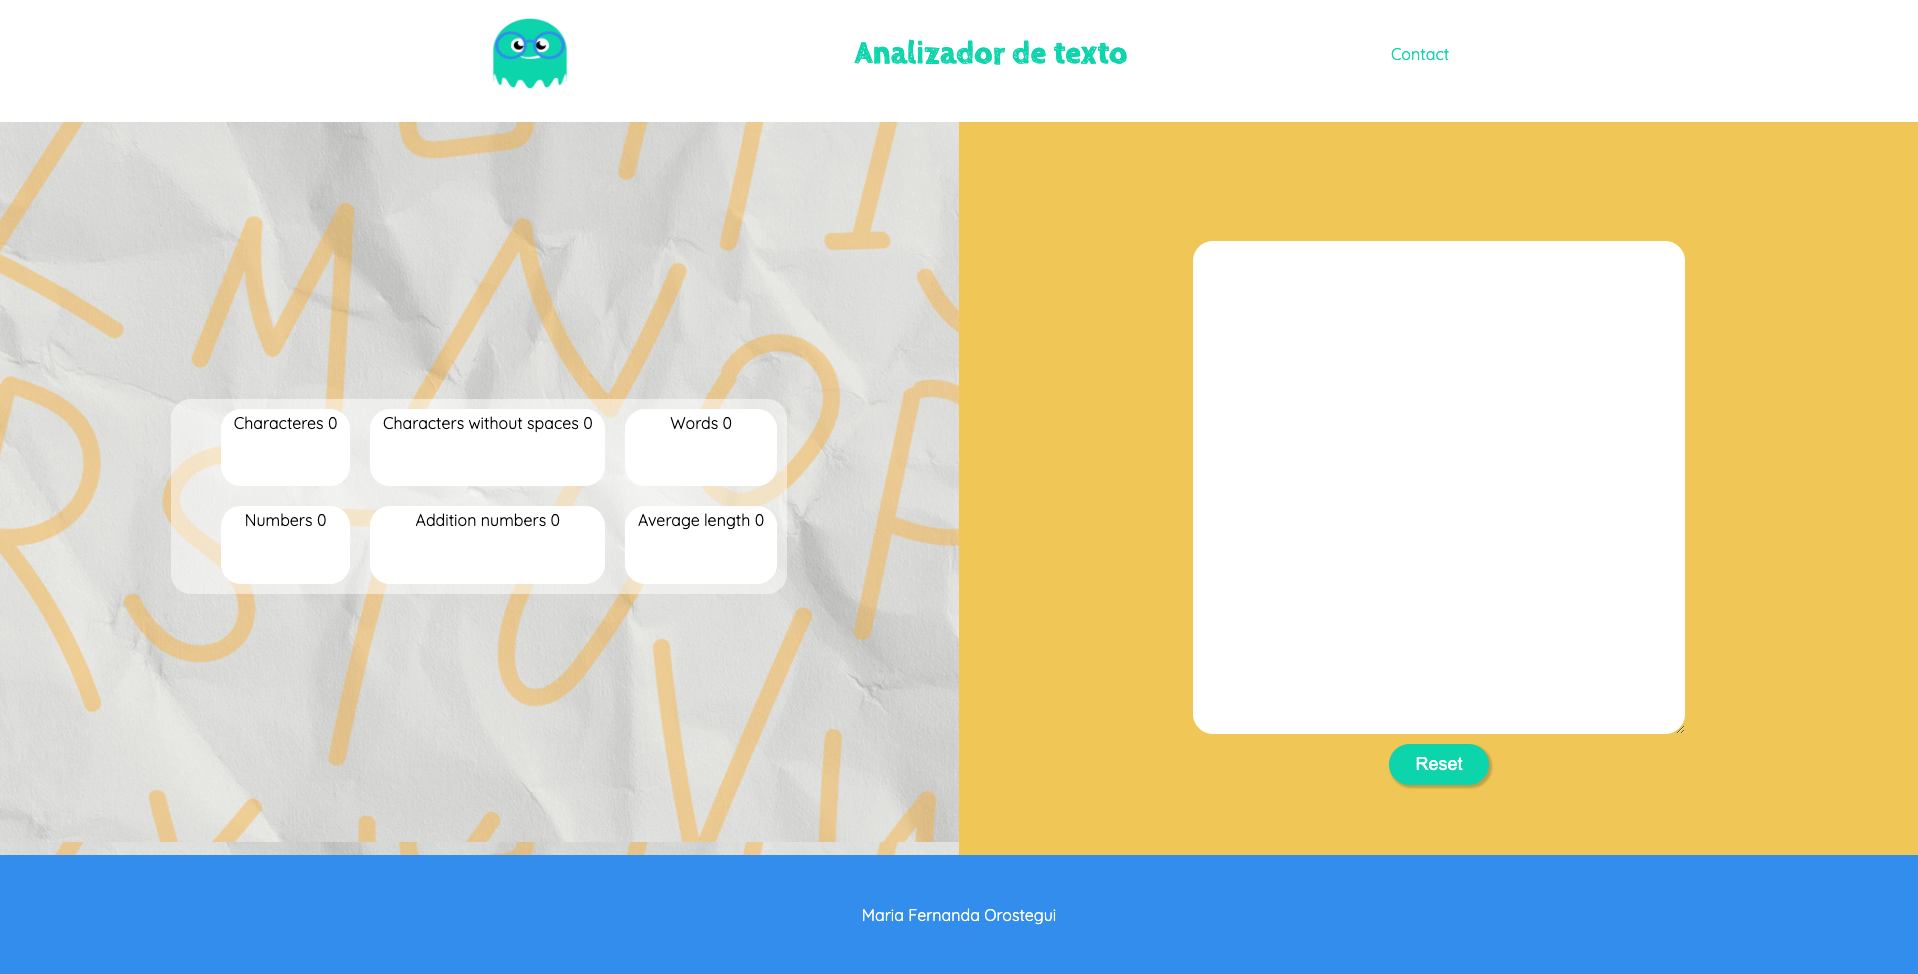 Analizador de texto
Contact
Characteres 0
Characters without spaces 0
Words 0
Numbers 0
Addition numbers 0
Average length 0
Reset
Maria Fernanda Orostegui